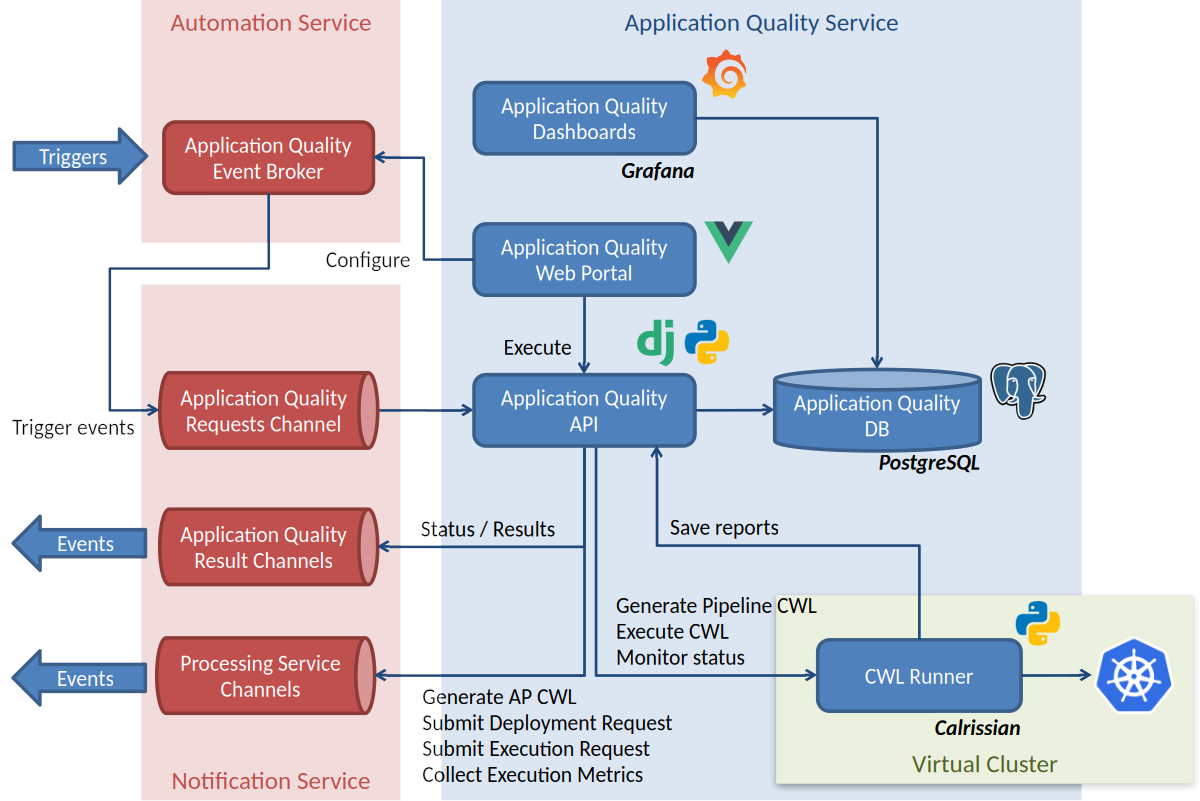 Automation Service
Application Quality Service
Application Quality
Dashboards
Grafana
Triggers
Application Quality
Event Broker
Configure
Application Quality
Web Portal
Execute
dj
Application Quality
Requests Channel
Trigger events
Application Quality
API
Application Quality
DB
PostgreSQL
Events
Application Quality
Result Channels
Status / Results
Save reports
Generate Pipeline CWL
Execute CWL
Monitor status
Events
Processing Service
Channels
Generate AP CWL
Submit Deployment Request
Submit Execution Request
Collect Execution Metrics
CWL Runner
Calrissian
Virtual Cluster
Notification Service